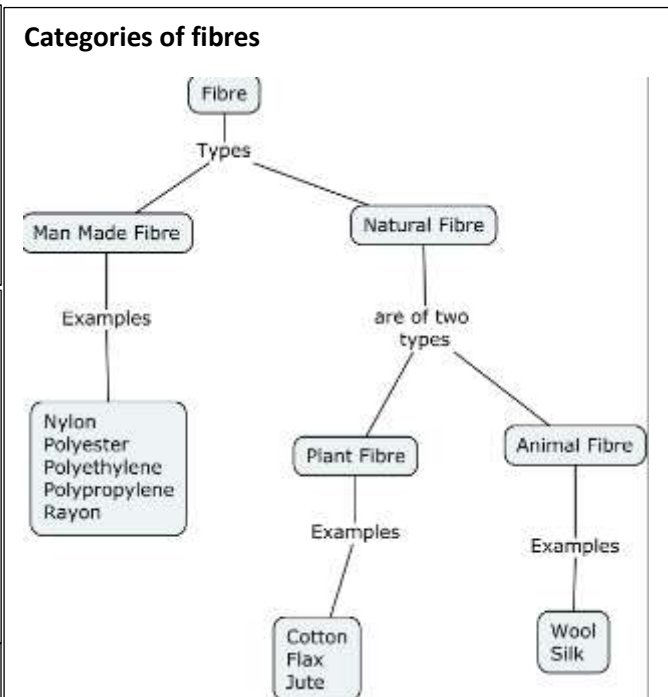 Categories of fibres
Fibre
Types
Man Made Fibre
Natural Fibre
Examples
are of two
types
Nylon
Polyester
Polyethylene
Polypropylene
Rayon
Plant Fibre
Animal Fibre
Examples
Examples
Cotton
Flax
Jute
Wool
Silk